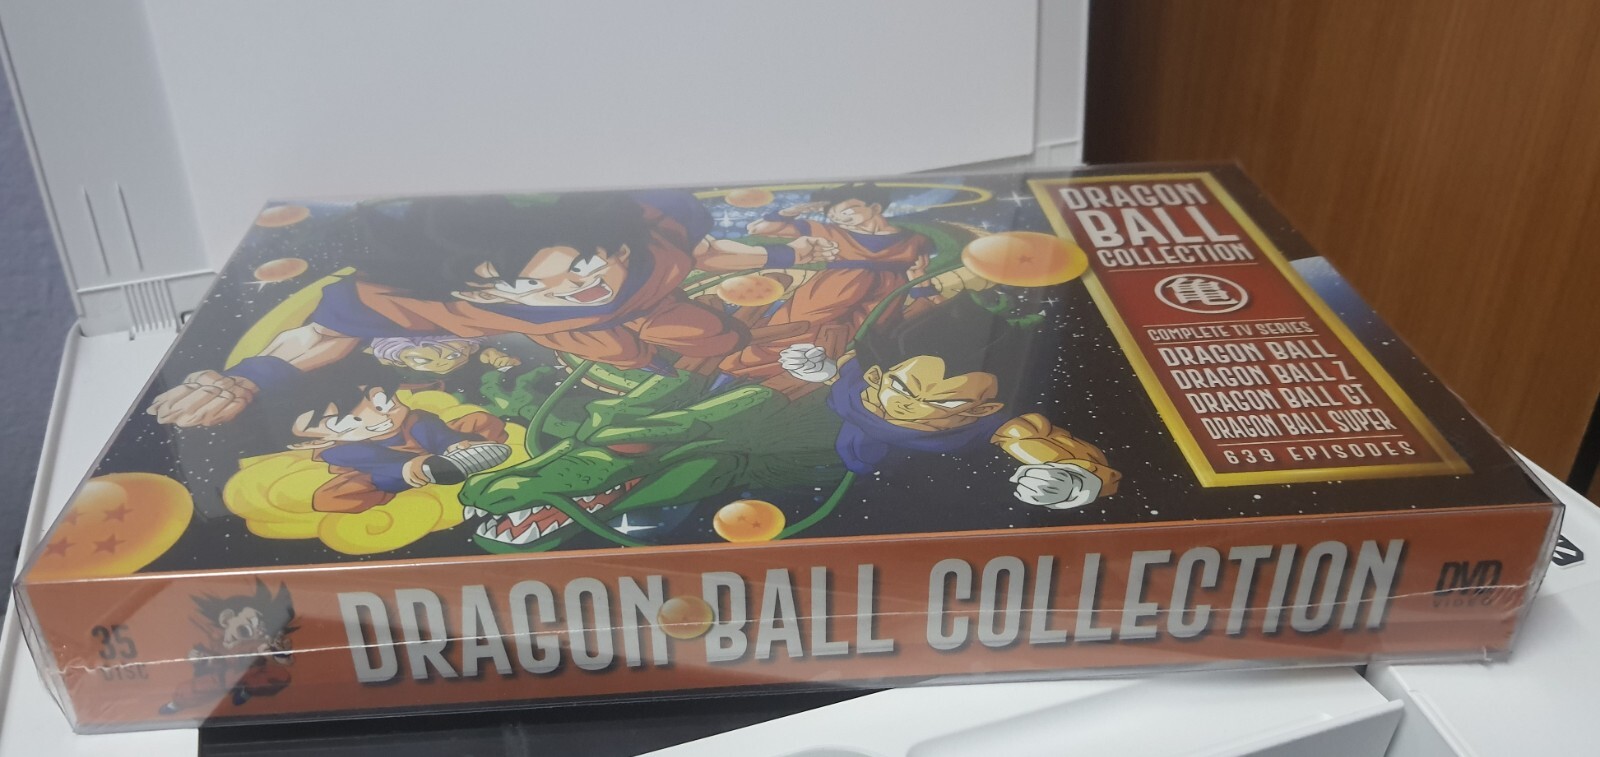 DRAGON
BALL
COLLECTION
亀
COMPLETE TV SERIES
DRAGON BALL
DRAGON BALL Z
DRAGON BALL GT
DRAGON BALL SUPER
639 EPISODES
35
DISC
DRAGON BALL COLLECTION
DVD
VIDEO